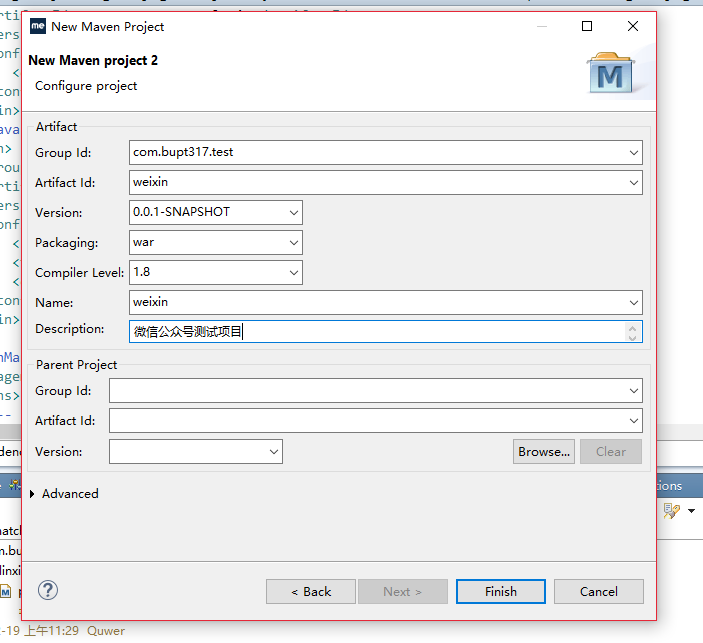 me New Maven Project
New Maven project 2
Configure project
M
Artifact
Group Id: com.bupt317.test
Artifact Id: weixin
Version: 0.0.1-SNAPSHOT
Packaging: war
Compiler Level: 1.8
Name: weixin
Description: 微信公众号测试项目
Parent Project
Group Id:
Artifact Id:
Version: Browse... Clear
Advanced
? < Back Next > Finish Cancel
-19 上午11:29 Quwer